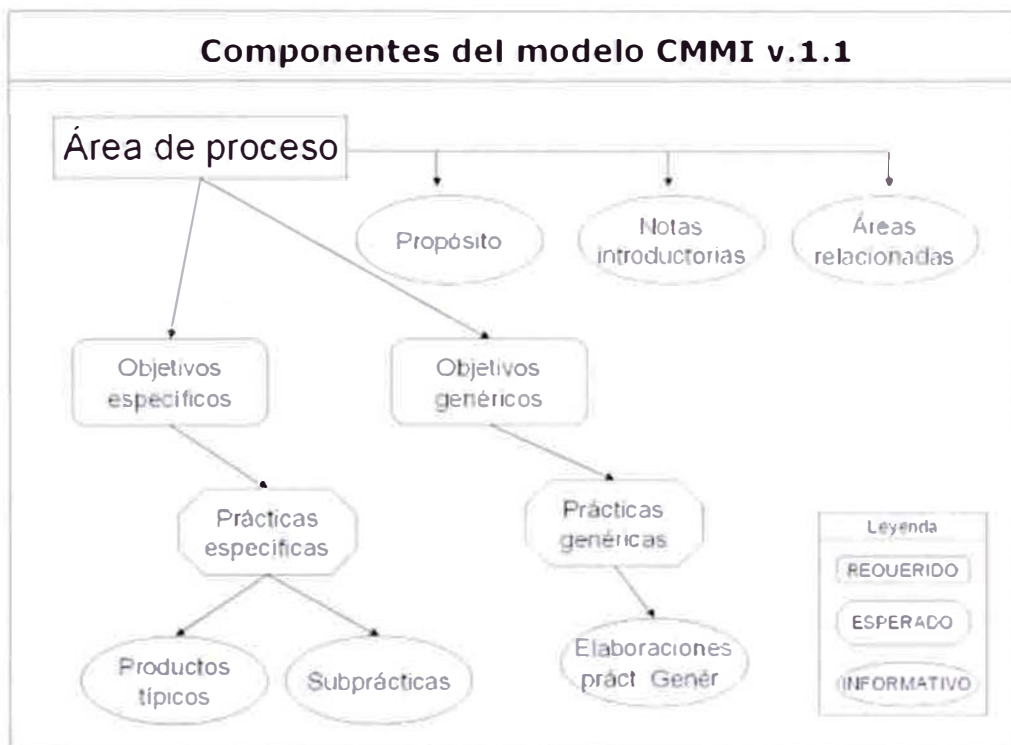 Componentes del modelo CMMI v.1.1
Área de proceso
Propósito
Notas
introductorias
Áreas
relacionadas
Objetivos
específicos
Objetivos
genéricos
Prácticas
específicas
Prácticas
genéricas
Productos
típicos
Subprácticas
Elaboraciones
práct Genér
Leyenda
REQUERIDO
ESPERADO
INFORMATIVO